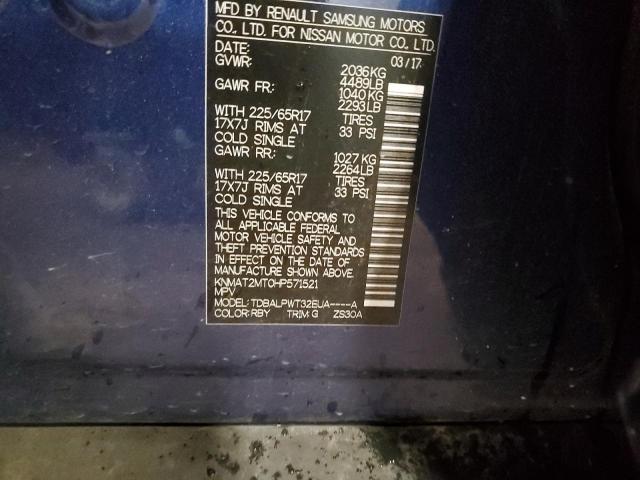 MFD BY RENAULT SAMSUNG MOTORS
CO., LTD. FOR NISSAN MOTOR CO., LTD.
DATE: 03/17
GVWR: 2036KG
4489LB
GAWR FR: 1040KG
2293LB
WITH 225/65R17 TIRES
17X7J RIMS AT 33 PSI
COLD SINGLE
GAWR RR: 1027 KG
2264LB
WITH 225/65R17 TIRES
17X7J RIMS AT 33 PSI
COLD SINGLE
THIS VEHICLE CONFORMS TO
ALL APPLICABLE FEDERAL
MOTOR VEHICLE SAFETY AND
THEFT PREVENTION STANDARDS
IN EFFECT ON THE DATE OF
MANUFACTURE SHOWN ABOVE.
KNMAT2MT0HP571521
MPV
MODEL: TDBALPWT32EUA----A
COLOR:RBY TRIM: G ZS30A